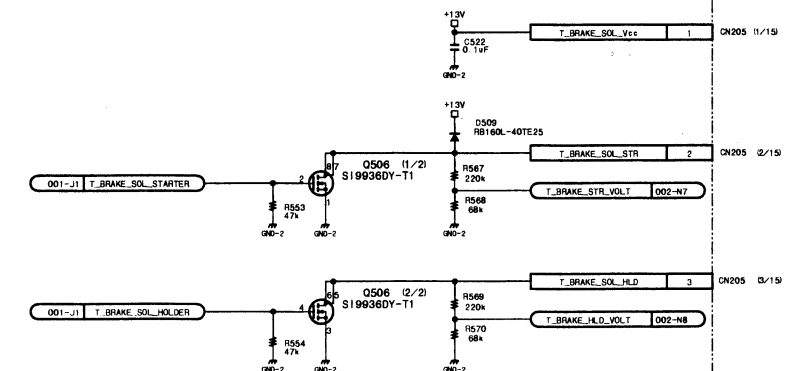 +13V
T_BRAKE_SOL_Vcc 1 CN205 (1/15)
C522
0.1uF
GND-2
+13V
D509
RB160L-40TE25
T_BRAKE_SOL_STR 2 CN205 (2/15)
8 7
Q506 (1/2)
SI9936DY-T1
R567
220k
001-J1 T_BRAKE_SOL_STARTER 2
T_BRAKE_STR_VOLT 002-N7
1
R553
47k
R568
68k
GND-2 GND-2 GND-2
T_BRAKE_SOL_HLD 3 CN205 (3/15)
6 5
Q506 (2/2)
SI9936DY-T1
R569
220k
001-J1 T_BRAKE_SOL_HOLDER 4
T_BRAKE_HLD_VOLT 002-N8
3
R554
47k
R570
68k
GND-2 GND-2 GND-2